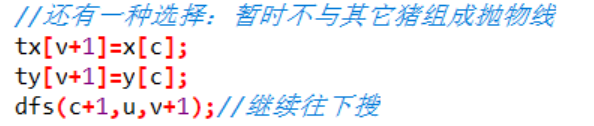 //还有一种选择：暂时不与其它猪组成抛物线
tx[v+1]=x[c];
ty[v+1]=y[c];
dfs(c+1,u,v+1);//继续往下搜